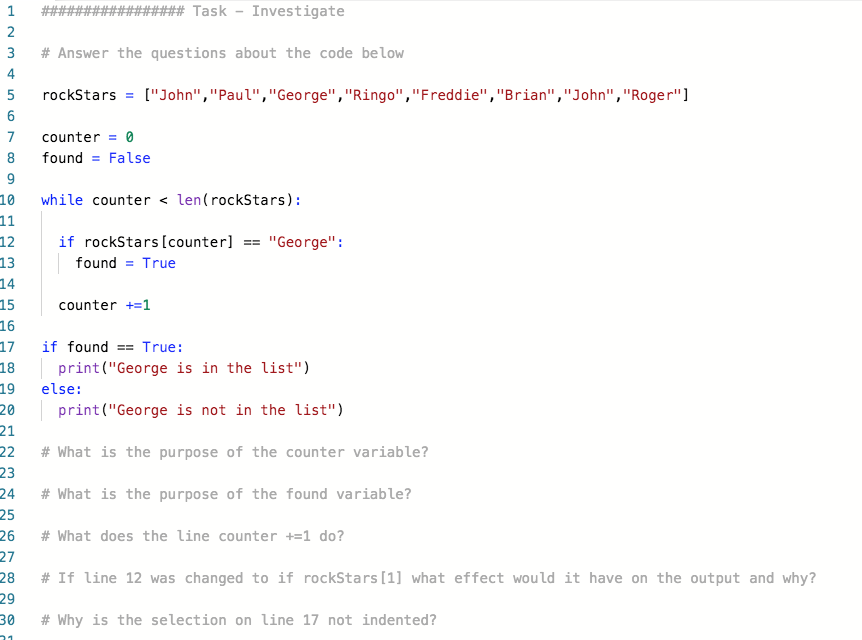 1 ################# Task – Investigate
2
3 # Answer the questions about the code below
4
5 rockStars = ["John","Paul","George","Ringo","Freddie","Brian","John","Roger"]
6
7 counter = 0
8 found = False
9
10 while counter < len(rockStars):
11
12 if rockStars[counter] == "George":
13 found = True
14
15 counter +=1
16
17 if found == True:
18 print("George is in the list")
19 else:
20 print("George is not in the list")
21
22 # What is the purpose of the counter variable?
23
24 # What is the purpose of the found variable?
25
26 # What does the line counter +=1 do?
27
28 # If line 12 was changed to if rockStars[1] what effect would it have on the output and why?
29
30 # Why is the selection on line 17 not indented?